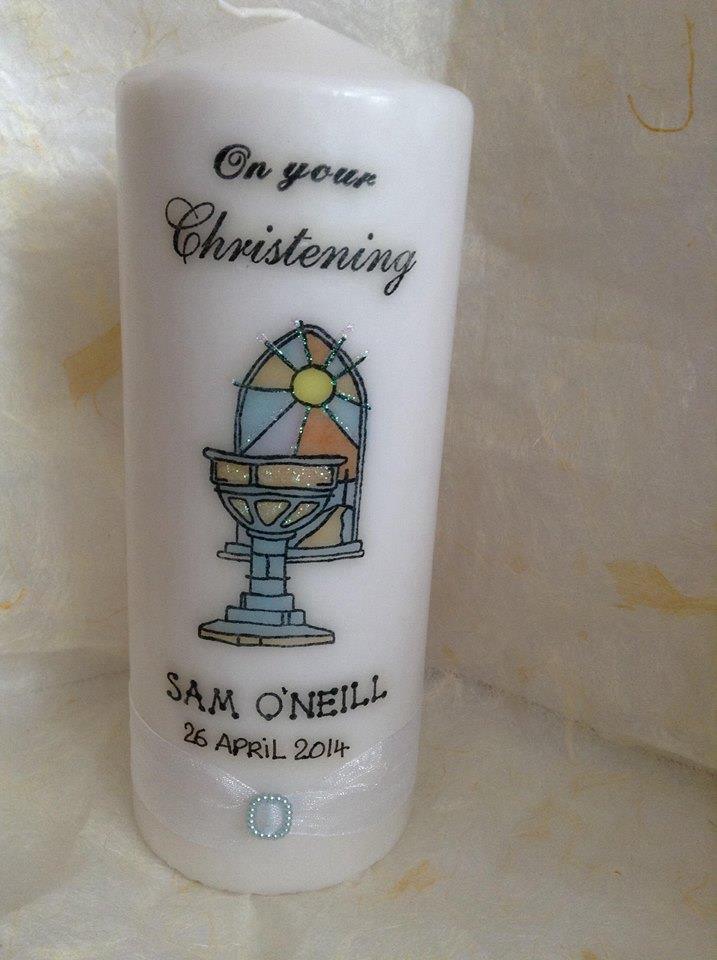 On your
Christening
SAM O'NEILL
26 APRiL 2014